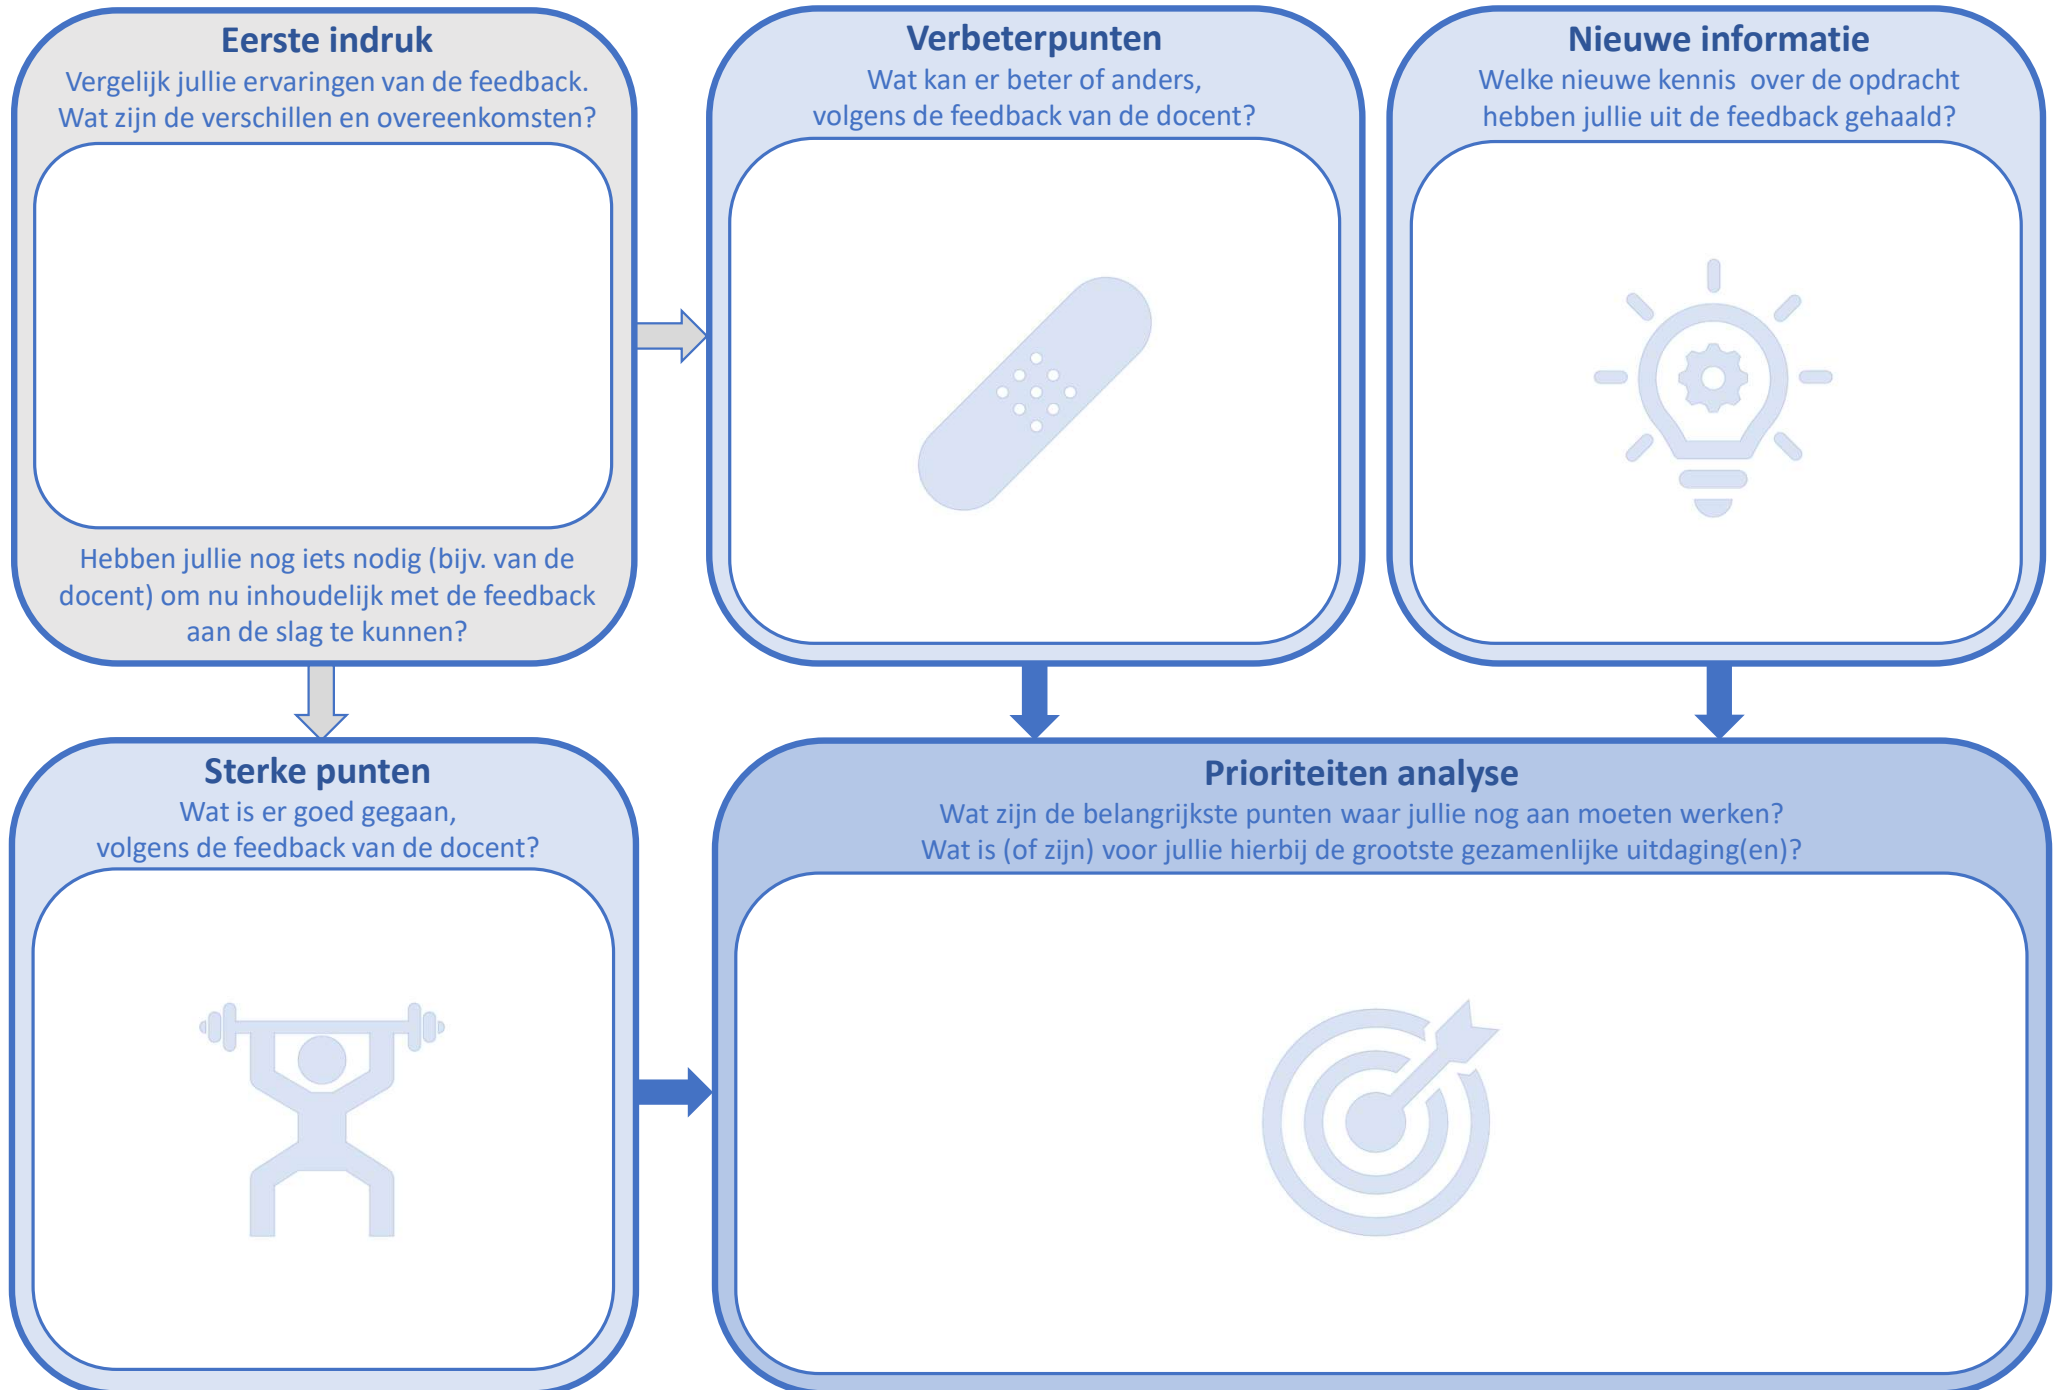 Eerste indruk
Vergelijk jullie ervaringen van de feedback.
Wat zijn de verschillen en overeenkomsten?
Hebben jullie nog iets nodig (bijv. van de
docent) om nu inhoudelijk met de feedback
aan de slag te kunnen?
Verbeterpunten
Wat kan er beter of anders,
volgens de feedback van de docent?
Nieuwe informatie
Welke nieuwe kennis  over de opdracht
hebben jullie uit de feedback gehaald?
Sterke punten
Wat is er goed gegaan,
volgens de feedback van de docent?
Prioriteiten analyse
Wat zijn de belangrijkste punten waar jullie nog aan moeten werken?
Wat is (of zijn) voor jullie hierbij de grootste gezamenlijke uitdaging(en)?